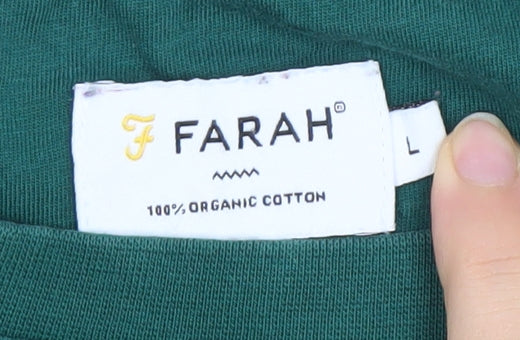 F FARAH®
L
100% ORGANIC COTTON